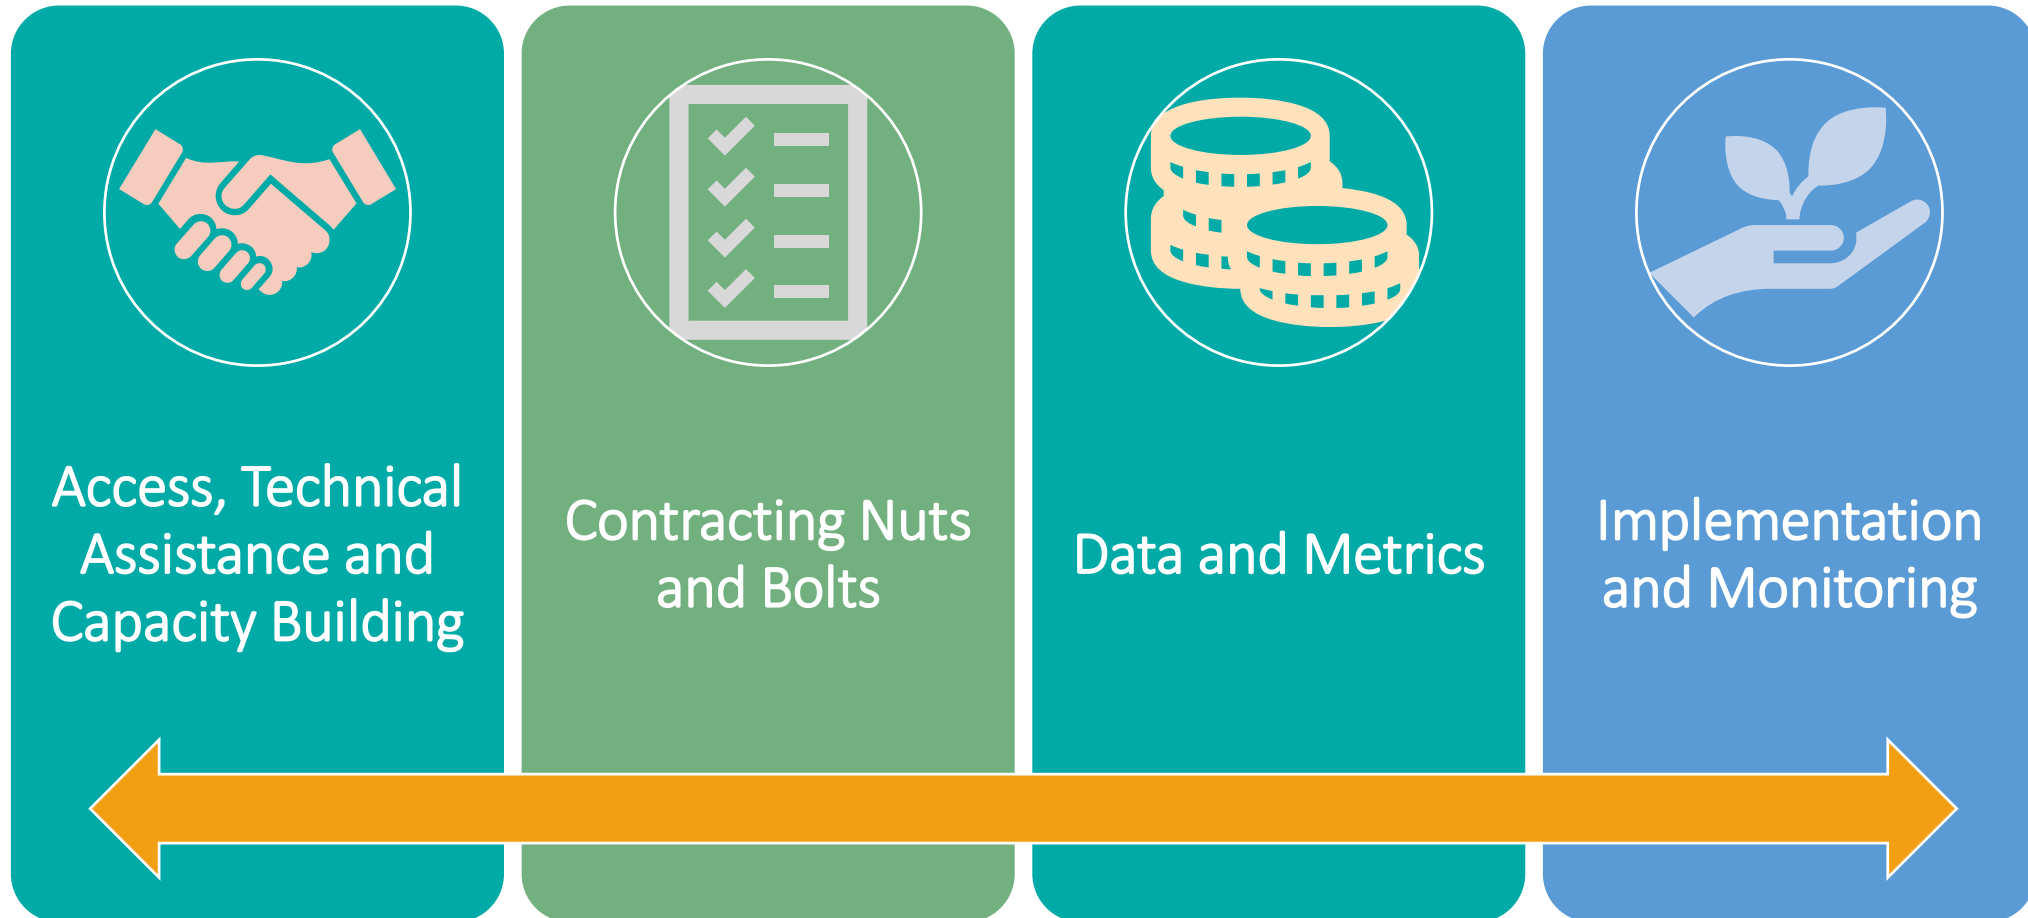 Access, Technical
Assistance and
Capacity Building
Contracting Nuts
and Bolts
Data and Metrics
Implementation
and Monitoring